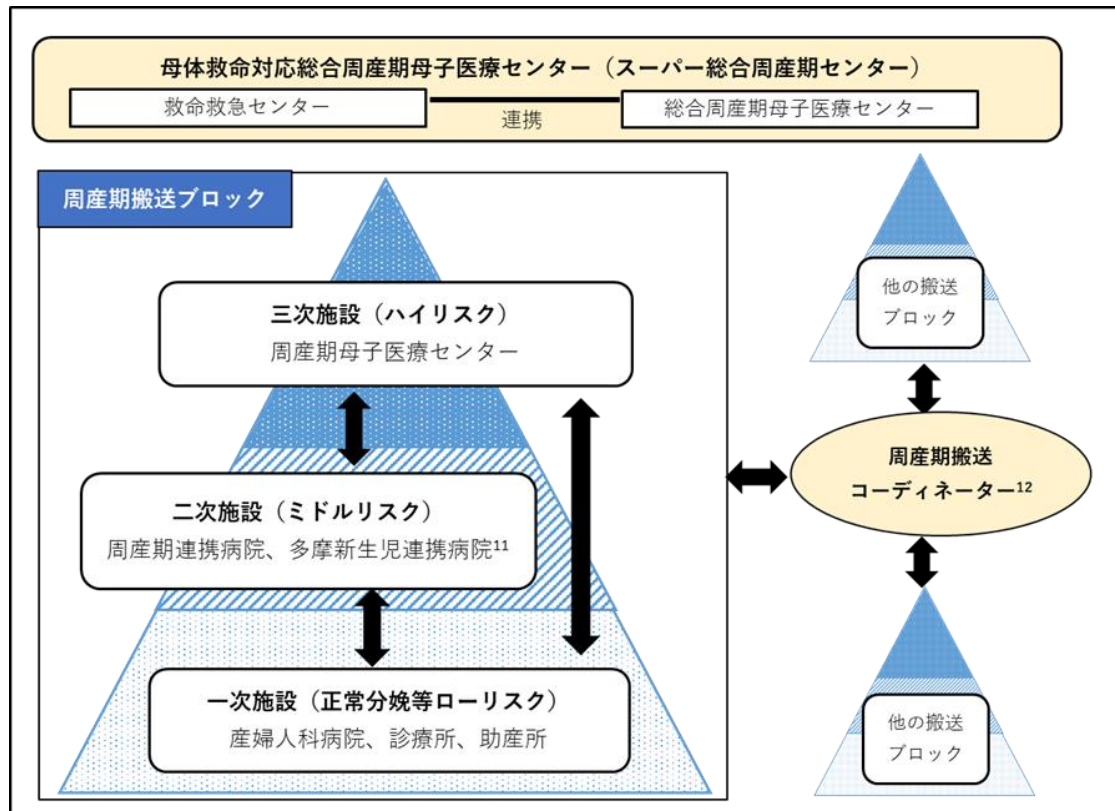 母体救命対応総合周産期母子医療センター（スーパー総合周産期センター）
救命救急センター
連携
総合周産期母子医療センター
周産期搬送ブロック
三次施設（ハイリスク）
周産期母子医療センター
二次施設（ミドルリスク）
周産期連携病院、多摩新生児連携病院¹¹
一次施設（正常分娩等ローリスク）
産婦人科病院、診療所、助産所
他の搬送
ブロック
周産期搬送
コーディネーター¹²
他の搬送
ブロック